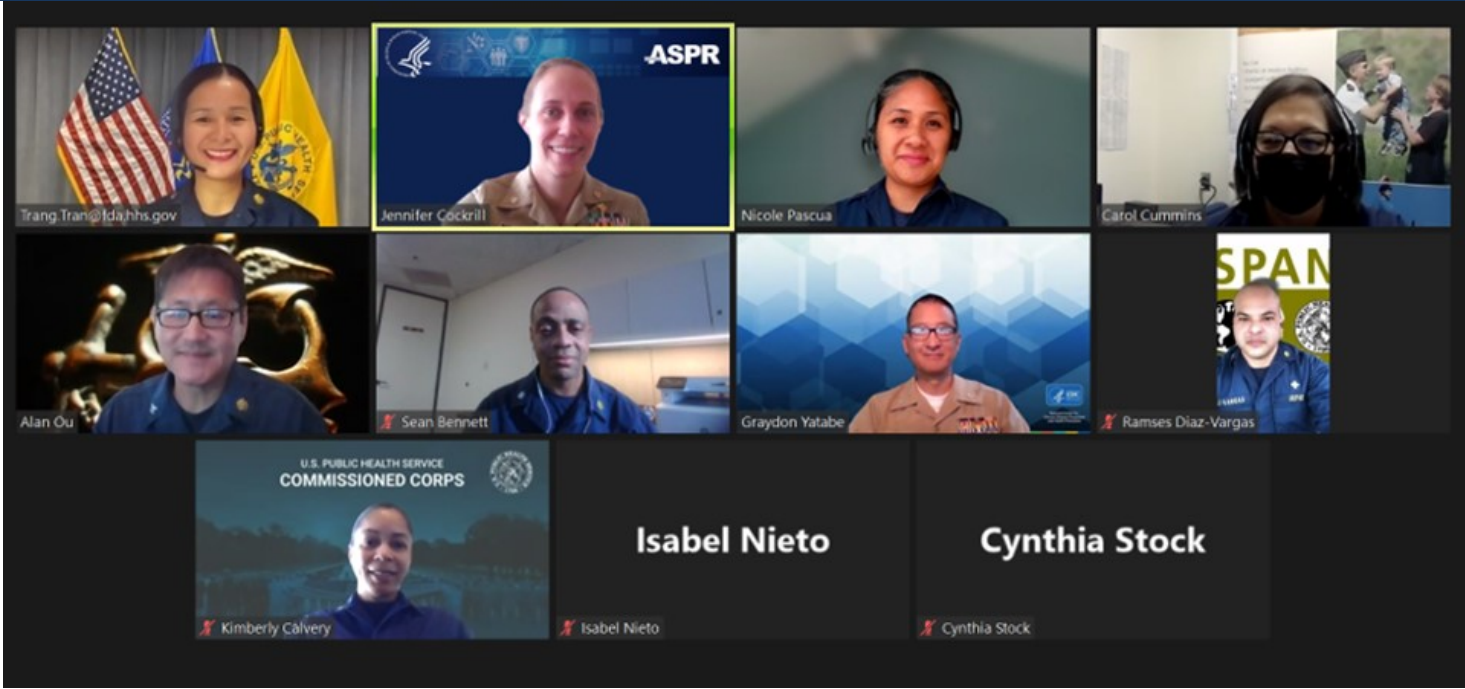 ASPR
Trang.Tran@fda.hhs.gov
Jennifer Cockrill
Nicole Pascua
Carol Cummins
SPAN
Alan Ou
Sean Bennett
Graydon Yatabe
Ramses Diaz-Vargas
U.S. PUBLIC HEALTH SERVICE
COMMISSIONED CORPS
Isabel Nieto
Cynthia Stock
Kimberly Calvery
Isabel Nieto
Cynthia Stock